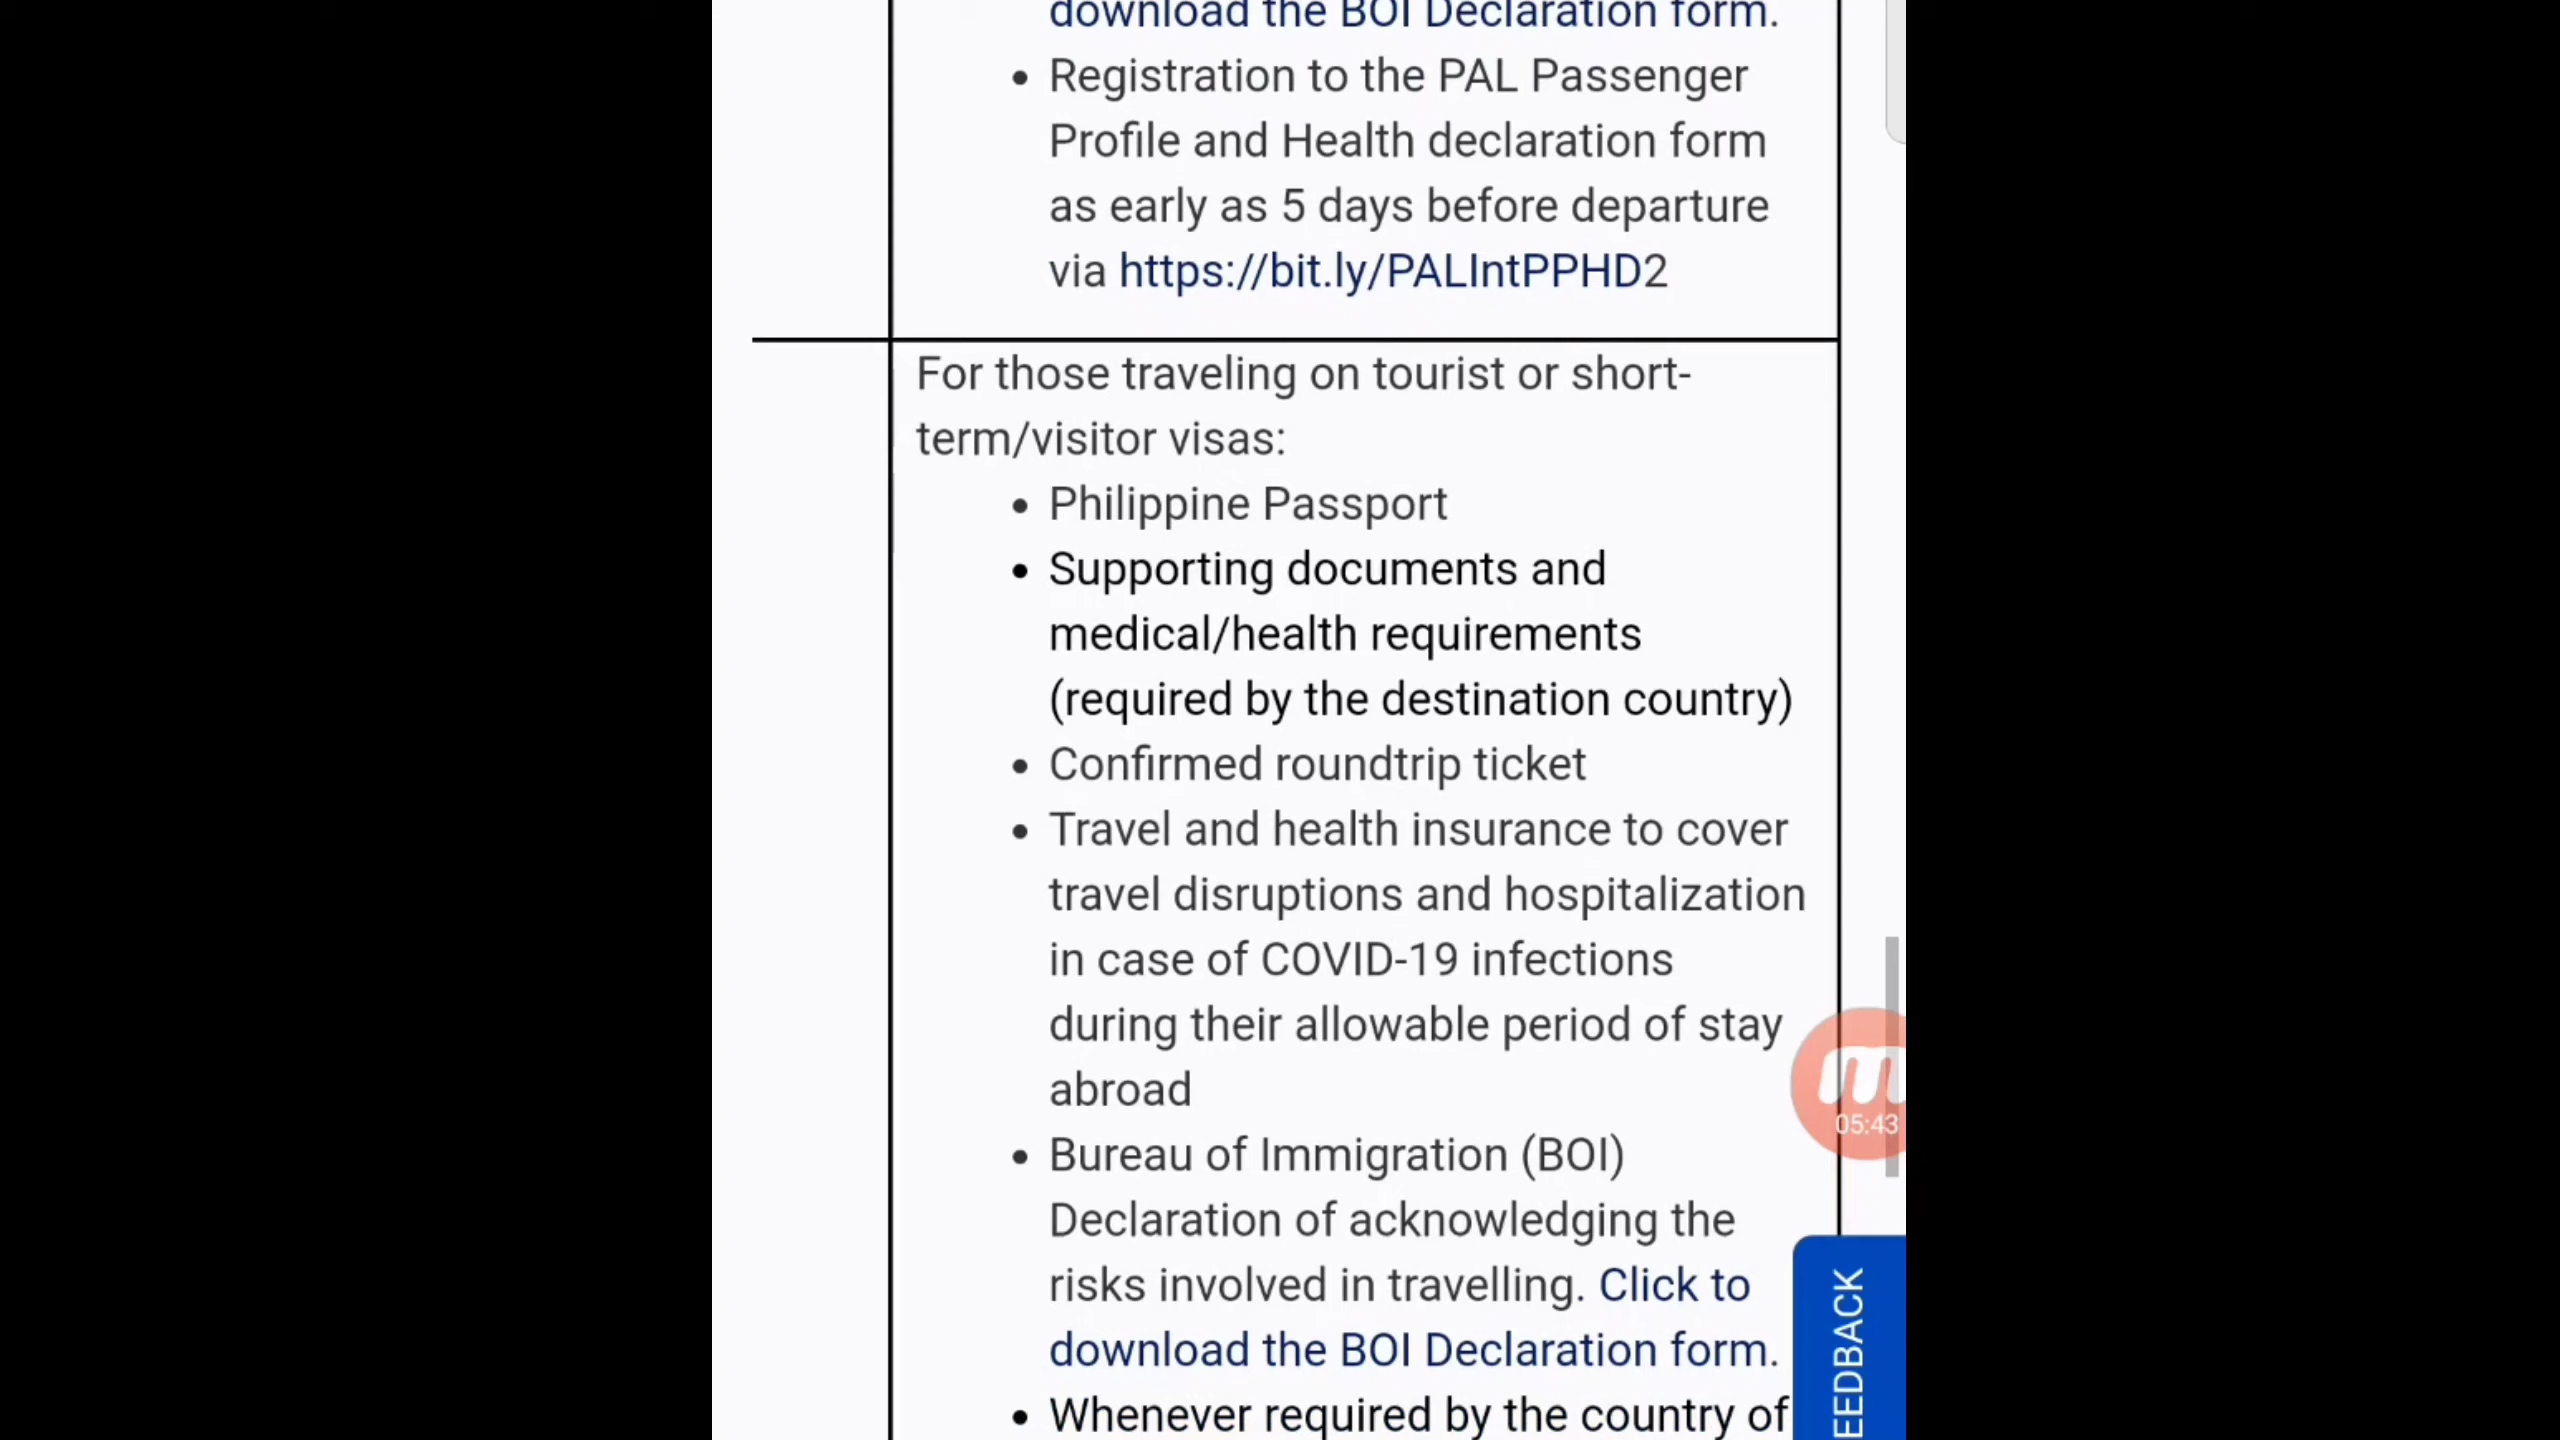 download the BOI Declaration form.
• Registration to the PAL Passenger
Profile and Health declaration form
as early as 5 days before departure
via https://bit.ly/PALIntPPHD2
For those traveling on tourist or short-
term/visitor visas:
• Philippine Passport
• Supporting documents and
medical/health requirements
(required by the destination country)
• Confirmed roundtrip ticket
• Travel and health insurance to cover
travel disruptions and hospitalization
in case of COVID-19 infections
during their allowable period of stay
abroad
• Bureau of Immigration (BOI)
Declaration of acknowledging the
risks involved in travelling. Click to
download the BOI Declaration form.
• Whenever required by the country of
05:43
EEDBACK